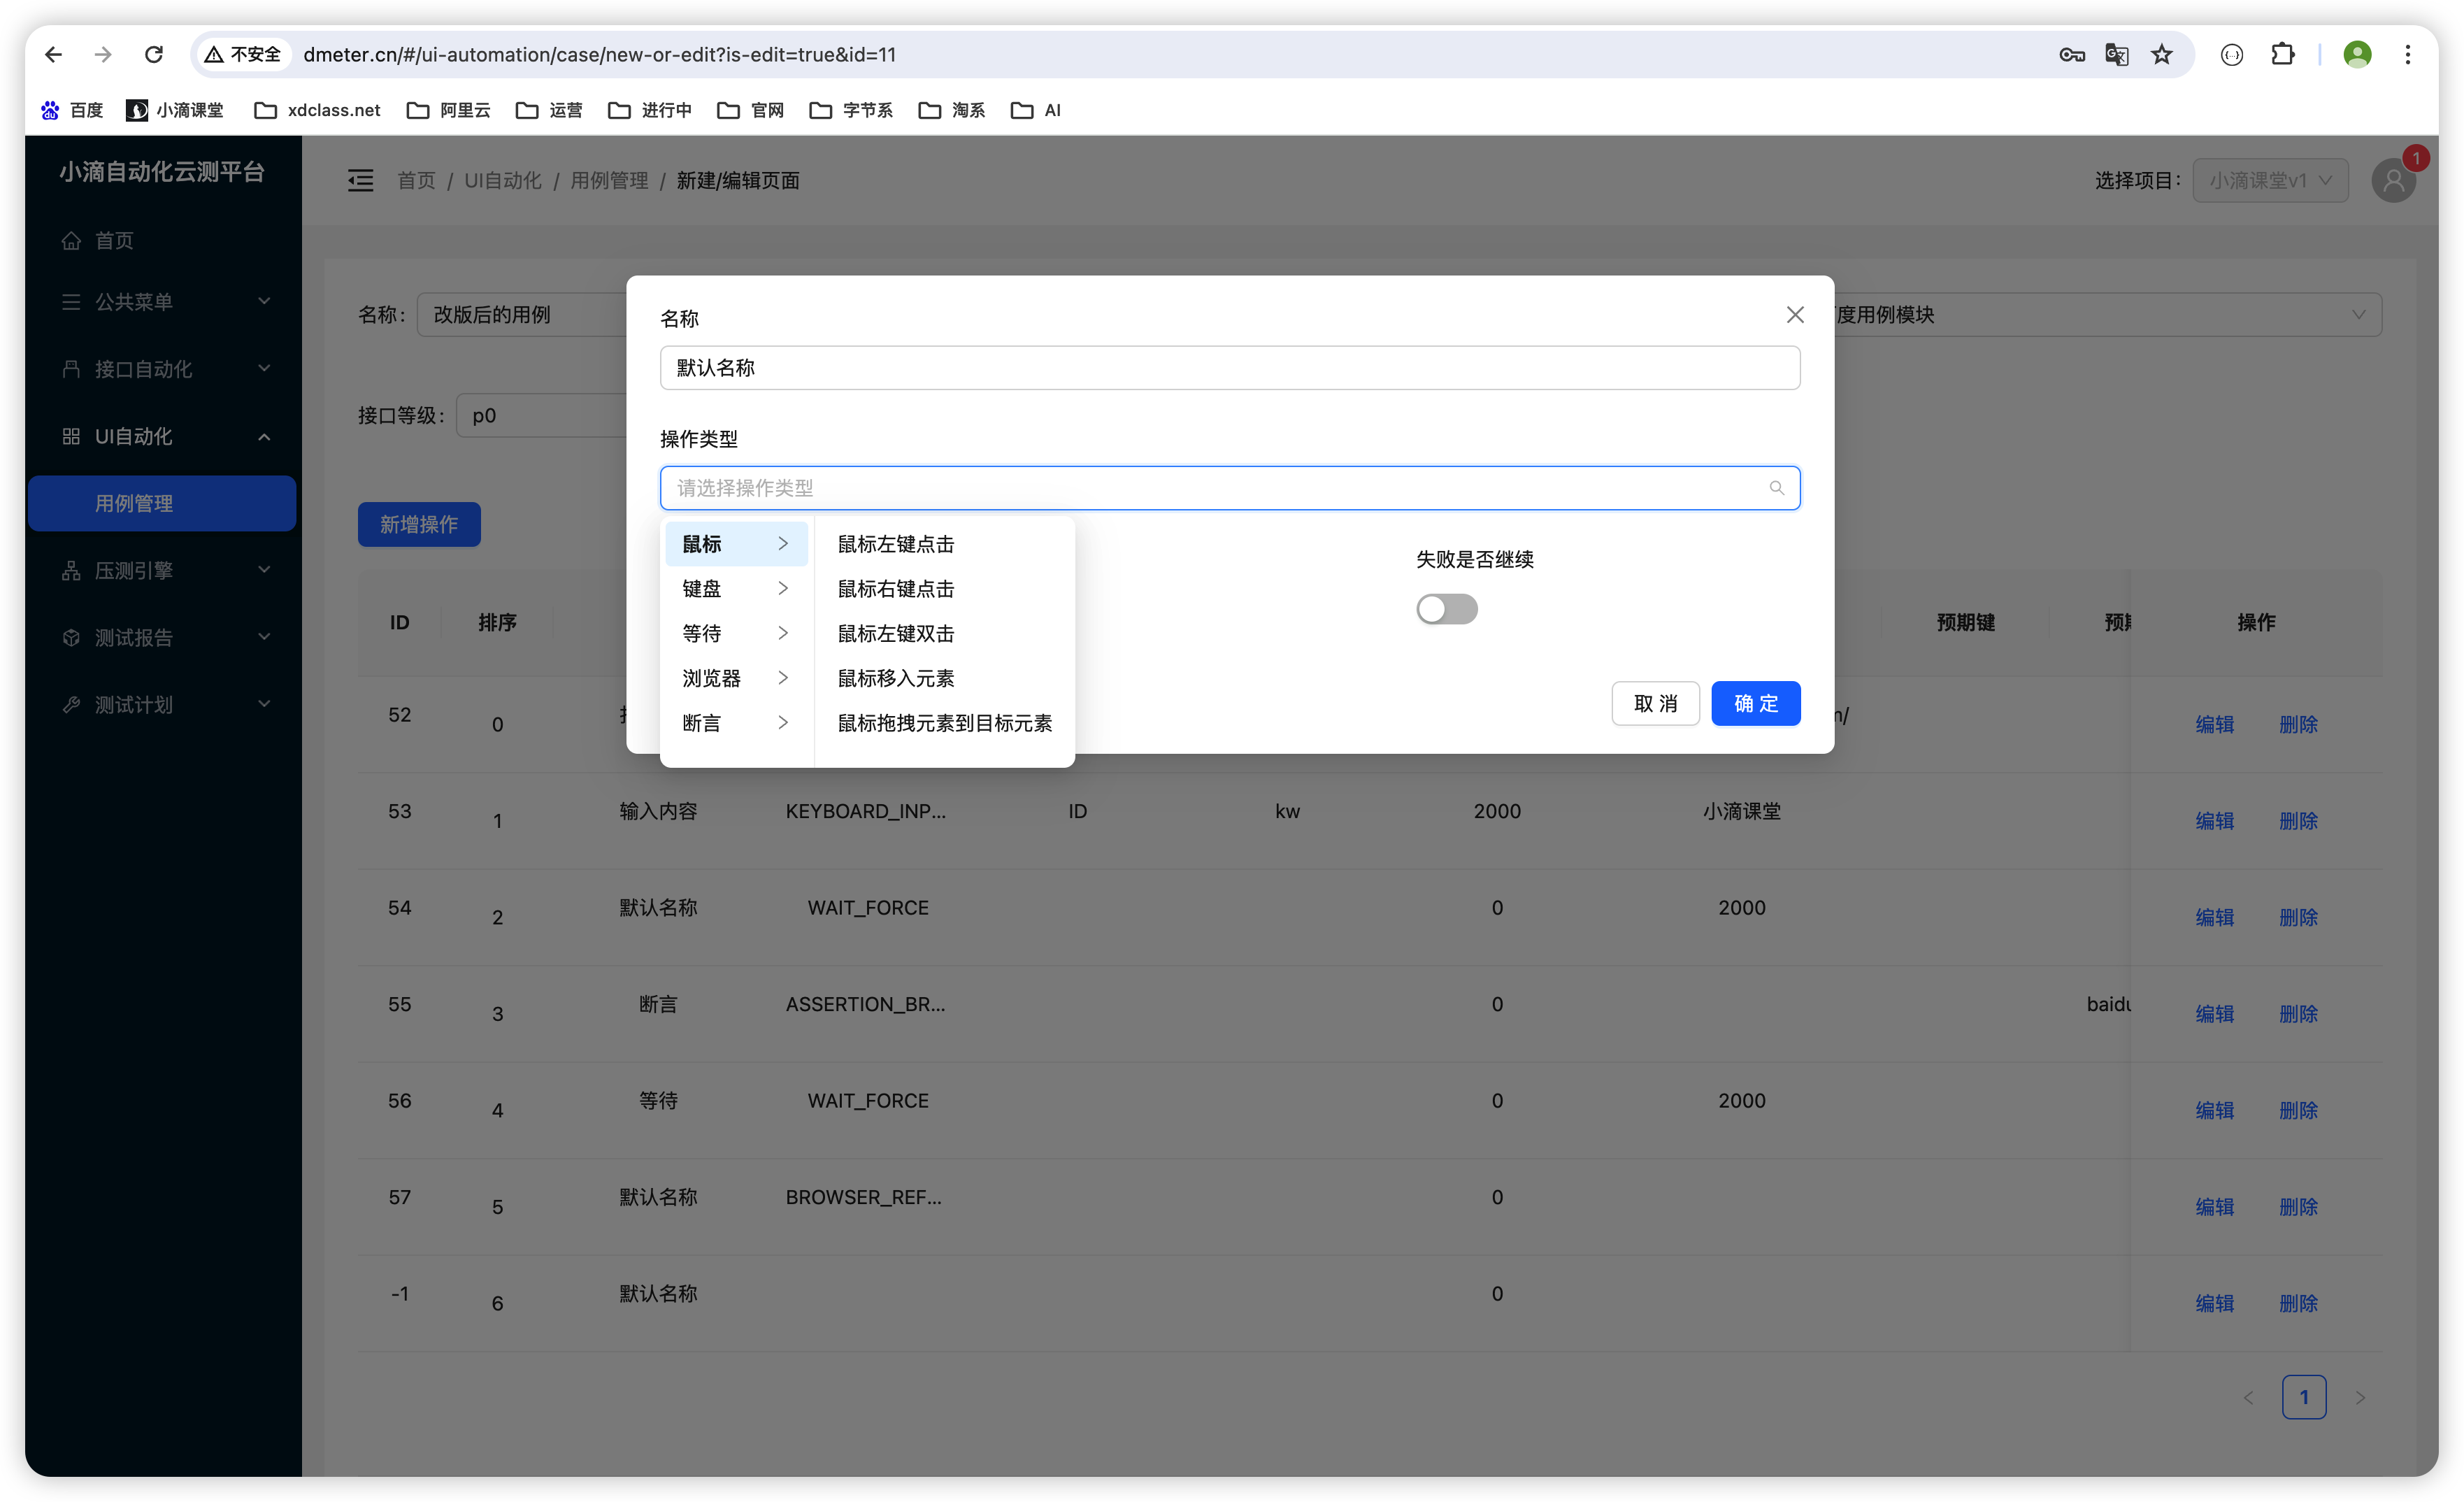 不安全 dmeter.cn/#/ui-automation/case/new-or-edit?is-edit=true&id=11
百度 小滴课堂 xdclass.net 阿里云 运营 进行中 官网 字节系 淘系 AI
小滴自动化云测平台
首页
公共菜单
接口自动化
UI自动化
用例管理
压测引擎
测试报告
测试计划
首页 / UI自动化 / 用例管理 / 新建/编辑页面
选择项目: 小滴课堂v1 1
名称: 改版后的用例
度用例模块
接口等级: p0
新增操作
名称
默认名称
操作类型
请选择操作类型
鼠标
键盘
等待
浏览器
断言
鼠标左键点击
鼠标右键点击
鼠标左键双击
鼠标移入元素
鼠标拖拽元素到目标元素
失败是否继续
取 消 确 定
ID 排序 预期键 操作
52 0 编辑 删除
53 1 输入内容 KEYBOARD_INP... ID kw 2000 小滴课堂 编辑 删除
54 2 默认名称 WAIT_FORCE 0 2000 编辑 删除
55 3 断言 ASSERTION_BR... 0 baidu 编辑 删除
56 4 等待 WAIT_FORCE 0 2000 编辑 删除
57 5 默认名称 BROWSER_REF... 0 编辑 删除
-1 6 默认名称 0 编辑 删除
1